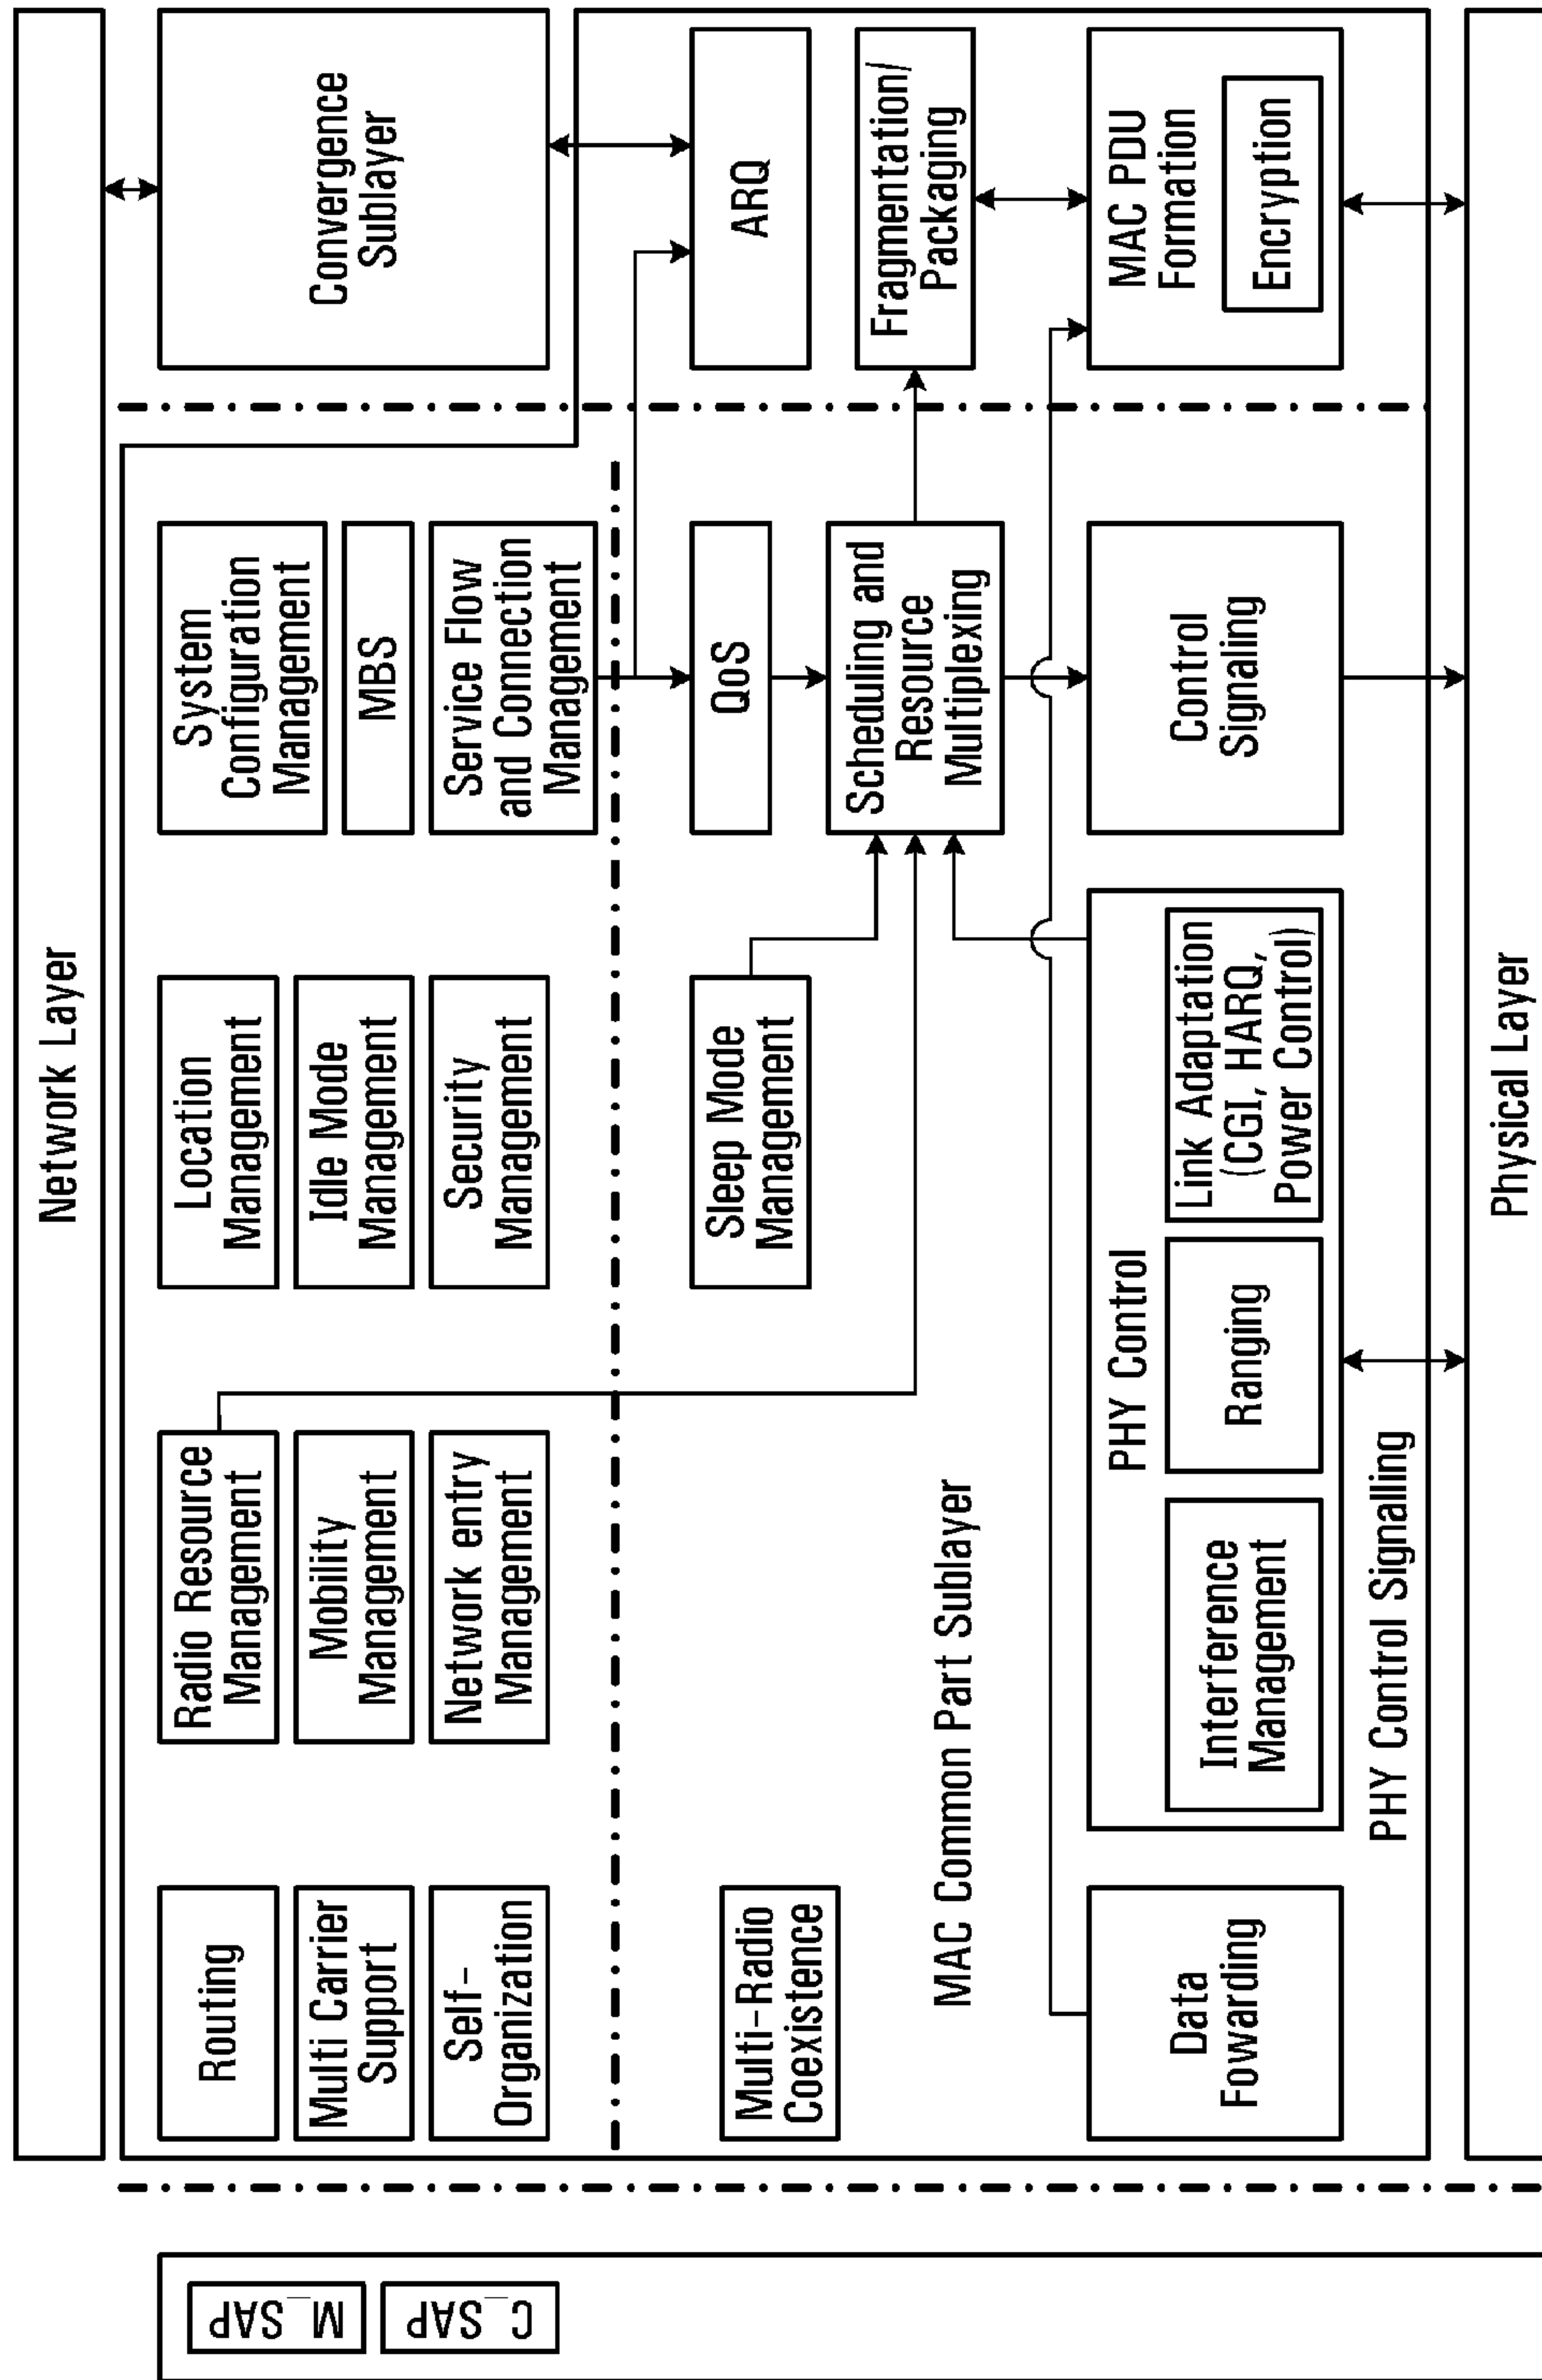 Network Layer
Routing
Multi Carrier
Support
Self-
Organization
Radio Resource
Management
Mobility
Management
Network entry
Management
Location
Management
Idle Mode
Management
Security
Management
System
Configuration
Management
MBS
Service Flow
and Connection
Management
Convergence
Sublayer
Multi-Radio
Coexistence
Sleep Mode
Management
QoS
ARQ
Scheduling and
Resource
Multiplexing
Fragmentation/
Packaging
MAC Common Part Sublayer
Data
Fowarding
PHY Control
Interference
Management
Ranging
Link Adaptation
(CGI, HARQ,
Power Control)
Control
Signaling
MAC PDU
Formation
Encryption
PHY Control Signalling
Physical Layer
M_SAP
C_SAP